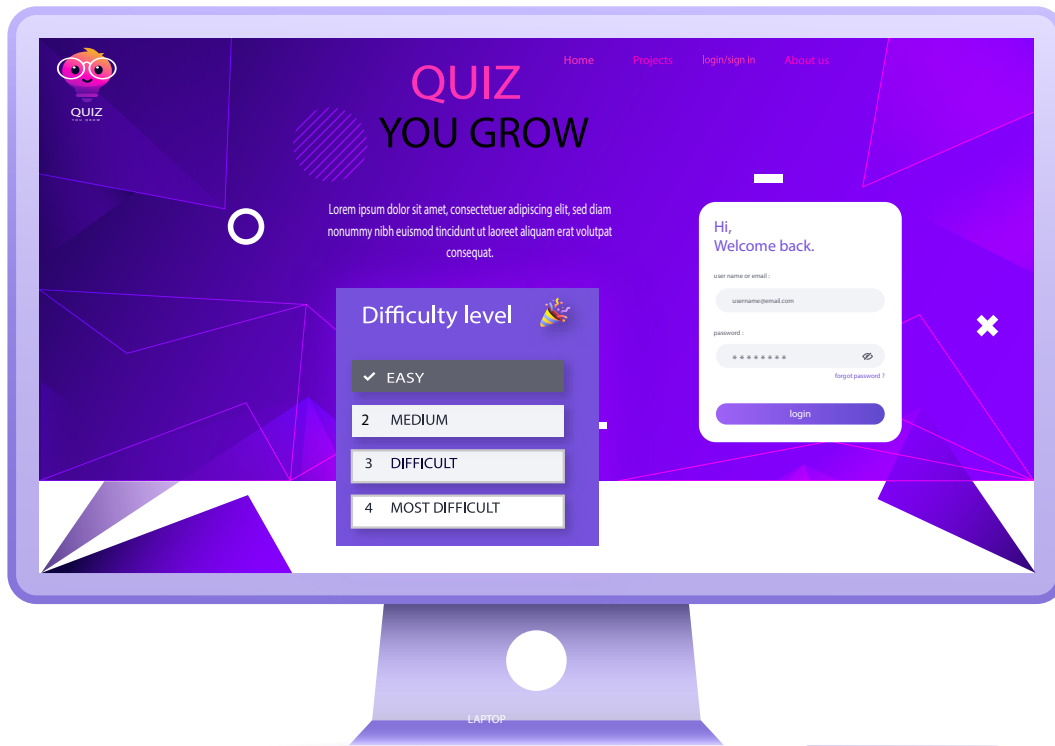 QUIZ
YOU GROW
Home Projects login/sign in About us
QUIZ
YOU GROW
Lorem ipsum dolor sit amet, consectetuer adipiscing elit, sed diam
nonummy nibh euismod tincidunt ut laoreet aliquam erat volutpat
consequat.
Difficulty level
EASY
2 MEDIUM
3 DIFFICULT
4 MOST DIFFICULT
Hi,
Welcome back.
user name or email :
username@email.com
password :
********
forgot password ?
login
LAPTOP